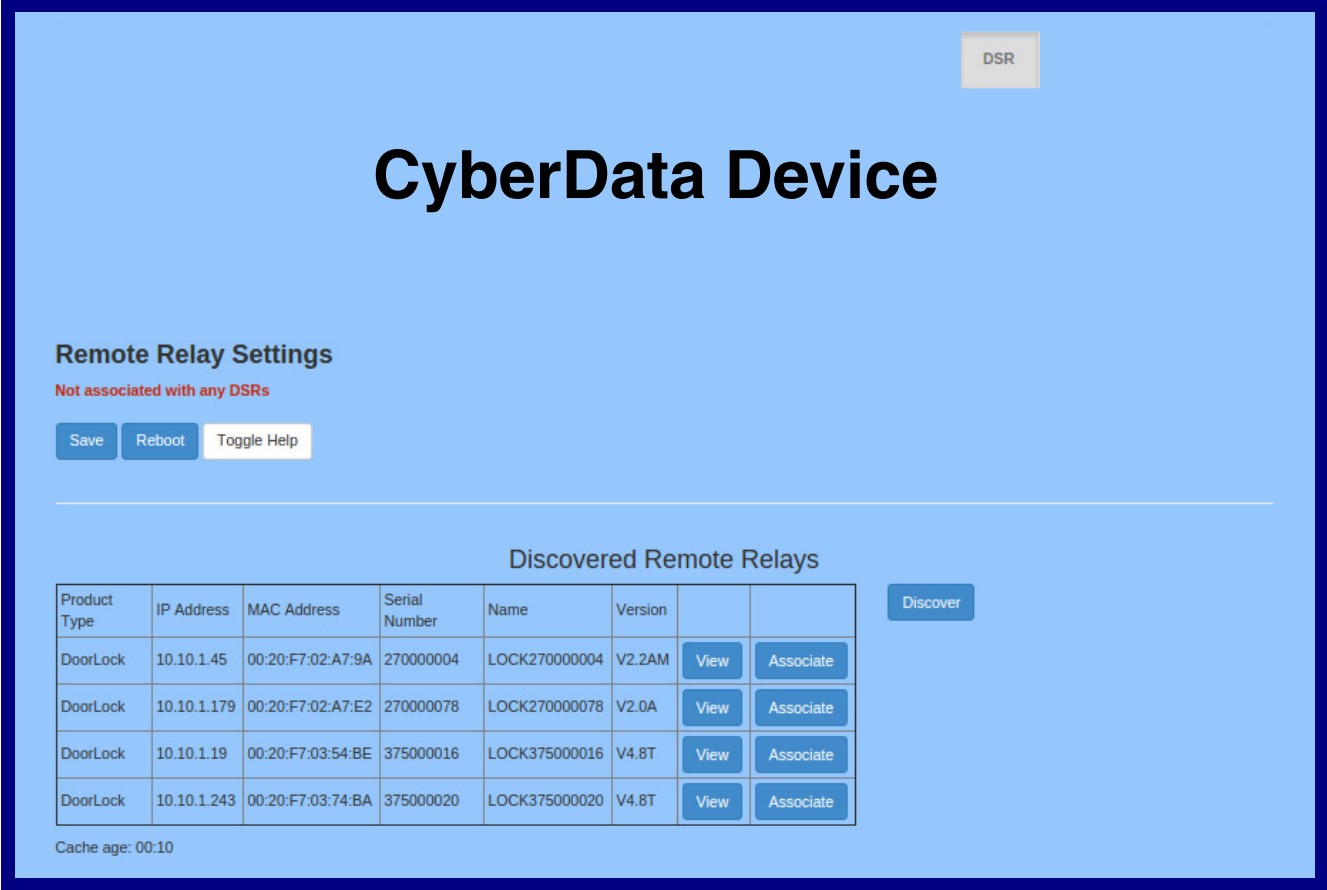 DSR
CyberData Device
Remote Relay Settings
Not associated with any DSRs
Save Reboot Toggle Help
Discovered Remote Relays
Product Type IP Address MAC Address Serial Number Name Version
Discover
DoorLock 10.10.1.45 00:20:F7:02:A7:9A 270000004 LOCK270000004 V2.2AM View Associate
DoorLock 10.10.1.179 00:20:F7:02:A7:E2 270000078 LOCK270000078 V2.0A View Associate
DoorLock 10.10.1.19 00:20:F7:03:54:BE 375000016 LOCK375000016 V4.8T View Associate
DoorLock 10.10.1.243 00:20:F7:03:74:BA 375000020 LOCK375000020 V4.8T View Associate
Cache age: 00:10